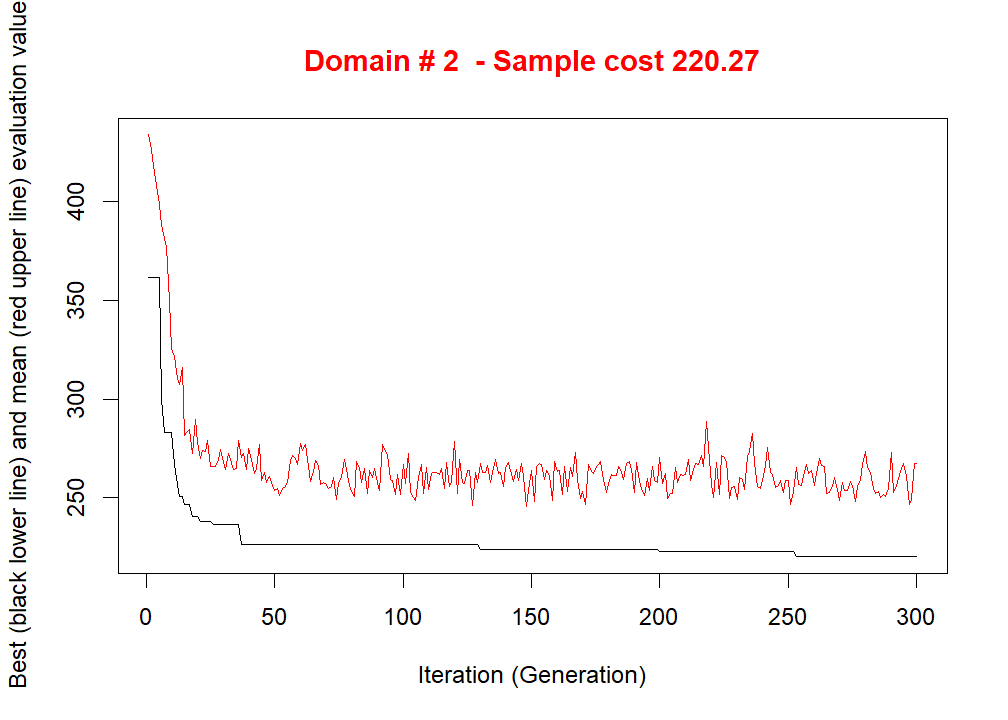 Domain # 2  - Sample cost 220.27
Best (black lower line) and mean (red upper line) evaluation value
400
350
300
250
0 50 100 150 200 250 300
Iteration (Generation)